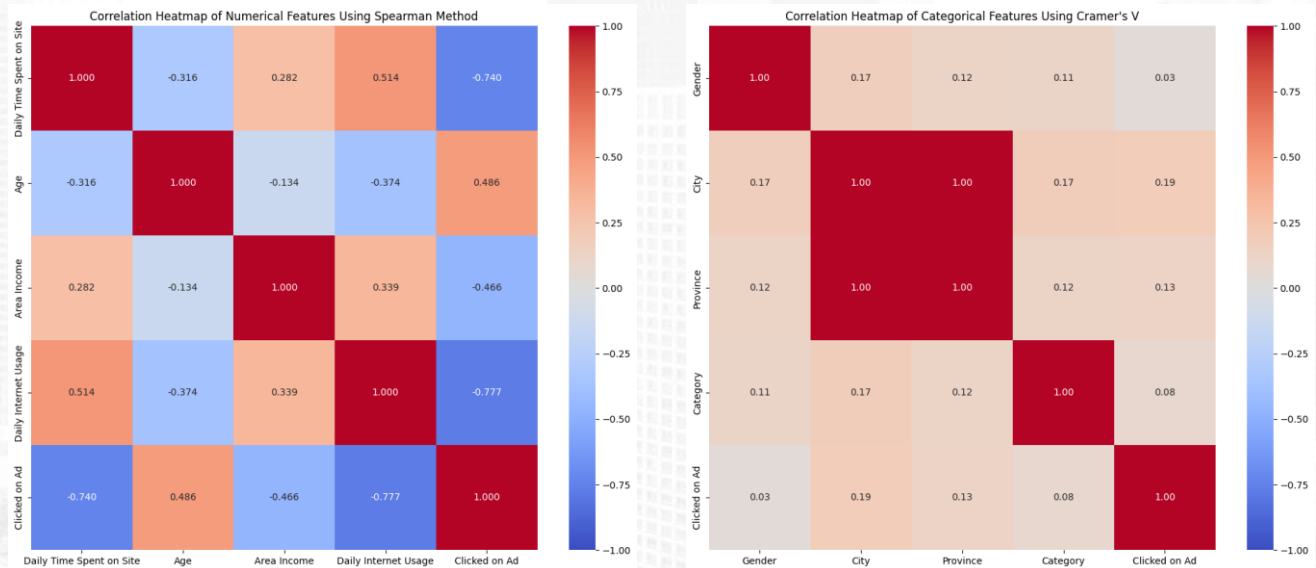 Correlation Heatmap of Numerical Features Using Spearman Method
Daily Time Spent on Site
1.000 -0.316 0.282 0.514 -0.740
Age
-0.316 1.000 -0.134 -0.374 0.486
Area Income
0.282 -0.134 1.000 0.339 -0.466
Daily Internet Usage
0.514 -0.374 0.339 1.000 -0.777
Clicked on Ad
-0.740 0.486 -0.466 -0.777 1.000
Daily Time Spent on Site Age Area Income Daily Internet Usage Clicked on Ad
1.00
0.75
0.50
0.25
0.00
−0.25
−0.50
−0.75
−1.00
Correlation Heatmap of Categorical Features Using Cramer's V
Gender
1.00 0.17 0.12 0.11 0.03
City
0.17 1.00 1.00 0.17 0.19
Province
0.12 1.00 1.00 0.12 0.13
Category
0.11 0.17 0.12 1.00 0.08
Clicked on Ad
0.03 0.19 0.13 0.08 1.00
Gender City Province Category Clicked on Ad
1.00
0.75
0.50
0.25
0.00
−0.25
−0.50
−0.75
−1.00